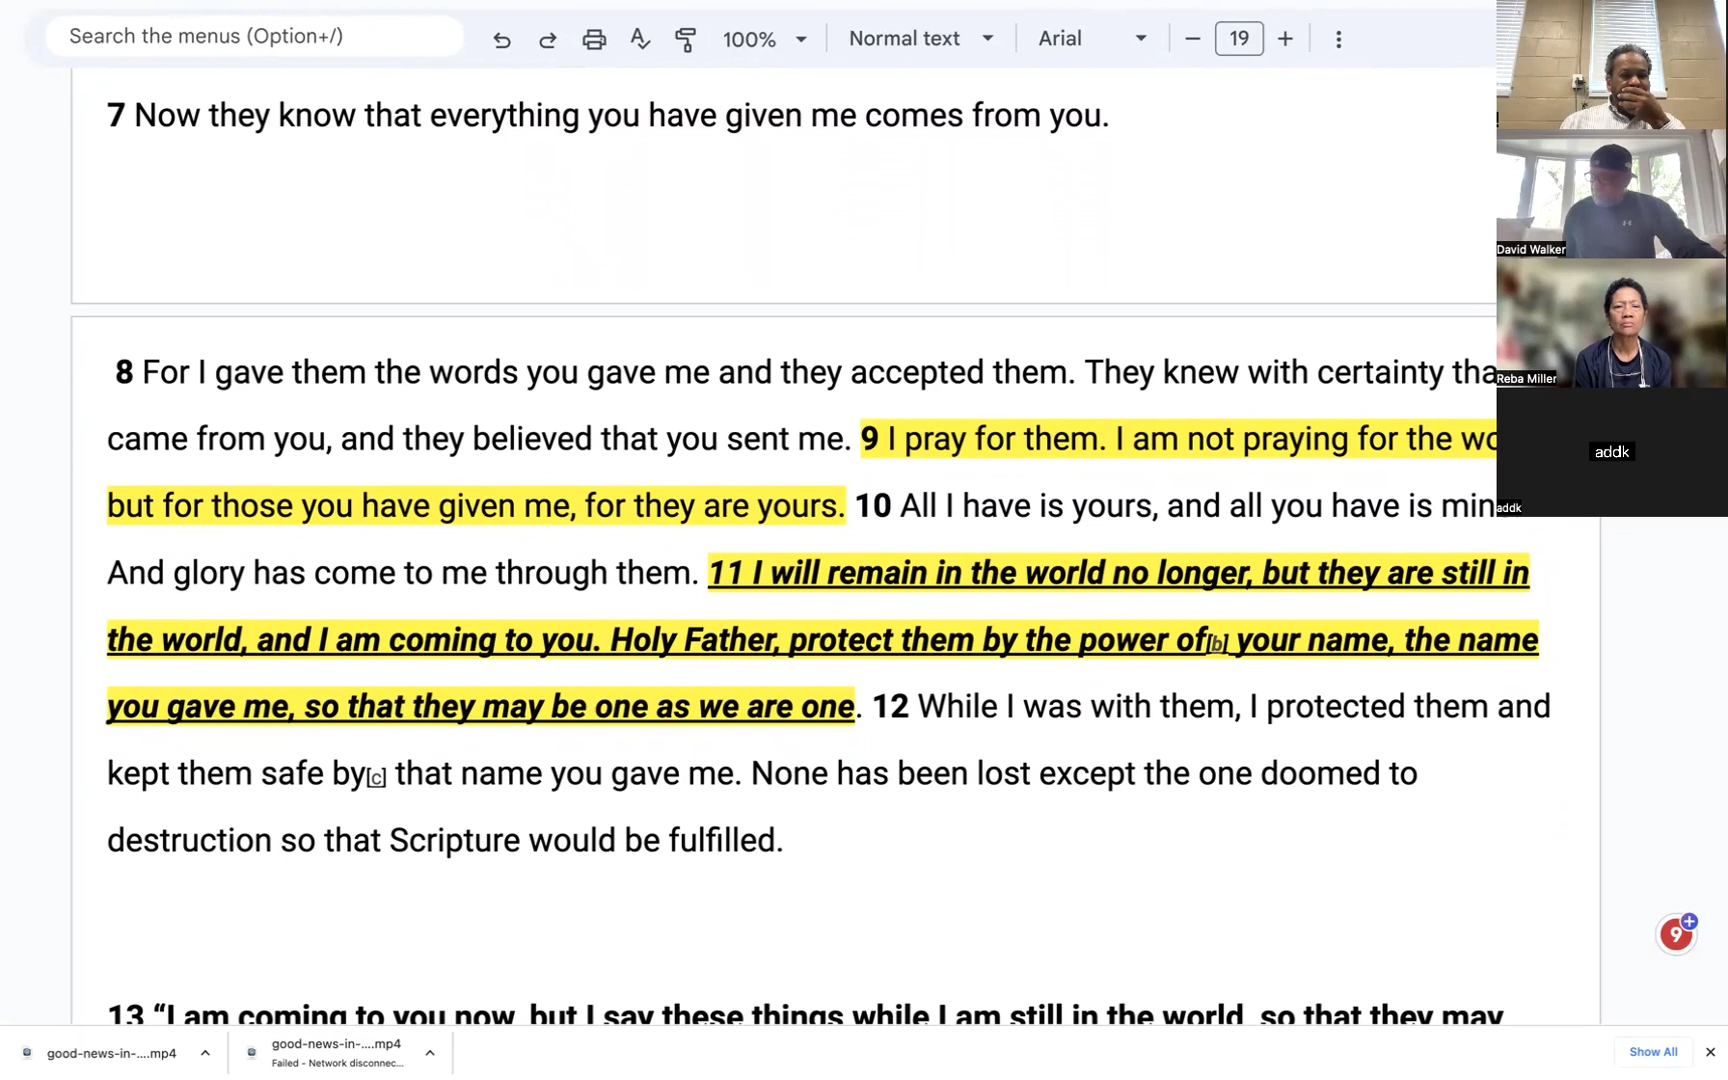 Search the menus (Option+/)
100%
Normal text
Arial
19
7 Now they know that everything you have given me comes from you.
8 For I gave them the words you gave me and they accepted them. They knew with certainty tha
came from you, and they believed that you sent me. 9 I pray for them. I am not praying for the wo
but for those you have given me, for they are yours. 10 All I have is yours, and all you have is min
And glory has come to me through them. 11 I will remain in the world no longer, but they are still in
the world, and I am coming to you. Holy Father, protect them by the power of[b] your name, the name
you gave me, so that they may be one as we are one. 12 While I was with them, I protected them and
kept them safe by[c] that name you gave me. None has been lost except the one doomed to
destruction so that Scripture would be fulfilled.
13 “I am coming to you now, but I say these things while I am still in the world, so that they may
David Walker
Reba Miller
addk
addk
9
good-news-in-....mp4
good-news-in-....mp4
Failed - Network disconnec...
Show All